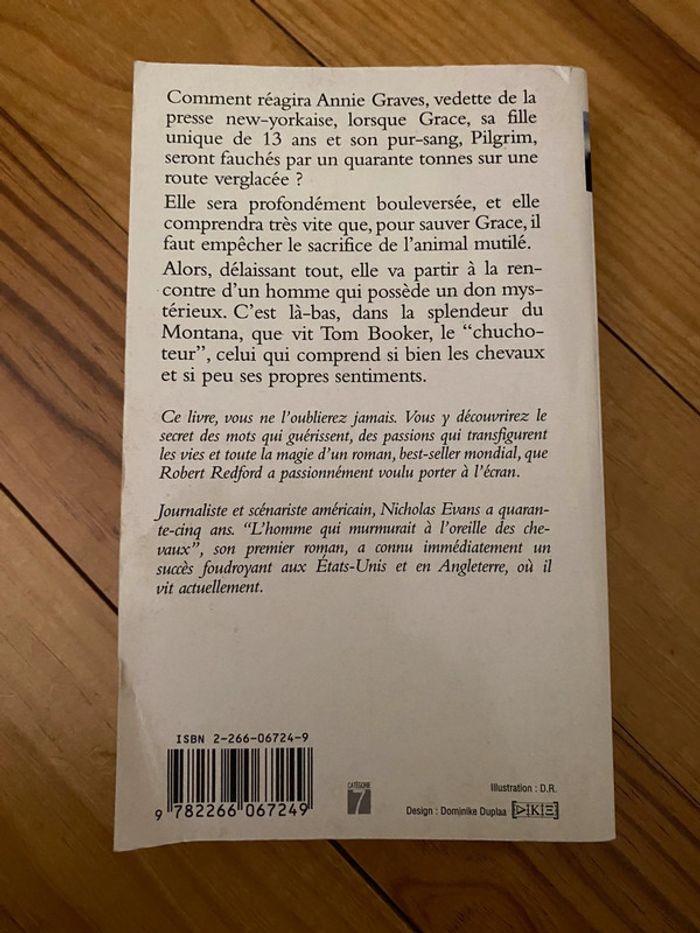 Comment réagira Annie Graves, vedette de la
presse new-yorkaise, lorsque Grace, sa fille
unique de 13 ans et son pur-sang, Pilgrim,
seront fauchés par un quarante tonnes sur une
route verglacée ?
Elle sera profondément bouleversée, et elle
comprendra très vite que, pour sauver Grace, il
faut empêcher le sacrifice de l'animal mutilé.
Alors, délaissant tout, elle va partir à la ren-
contre d'un homme qui possède un don mys-
térieux. C'est là-bas, dans la splendeur du
Montana, que vit Tom Booker, le "chucho-
teur", celui qui comprend si bien les chevaux
et si peu ses propres sentiments.
Ce livre, vous ne l'oublierez jamais. Vous y découvrirez le
secret des mots qui guérissent, des passions qui transfigurent
les vies et toute la magie d'un roman, best-seller mondial, que
Robert Redford a passionnément voulu porter à l'écran.
Journaliste et scénariste américain, Nicholas Evans a quaran-
te-cinq ans. "L'homme qui murmurait à l'oreille des che-
vaux", son premier roman, a connu immédiatement un
succès foudroyant aux États-Unis et en Angleterre, où il
vit actuellement.
ISBN 2-266-06724-9
9 782266 067249
CATÉGORIE
7
Illustration : D.R.
Design : Dominike Duplaa